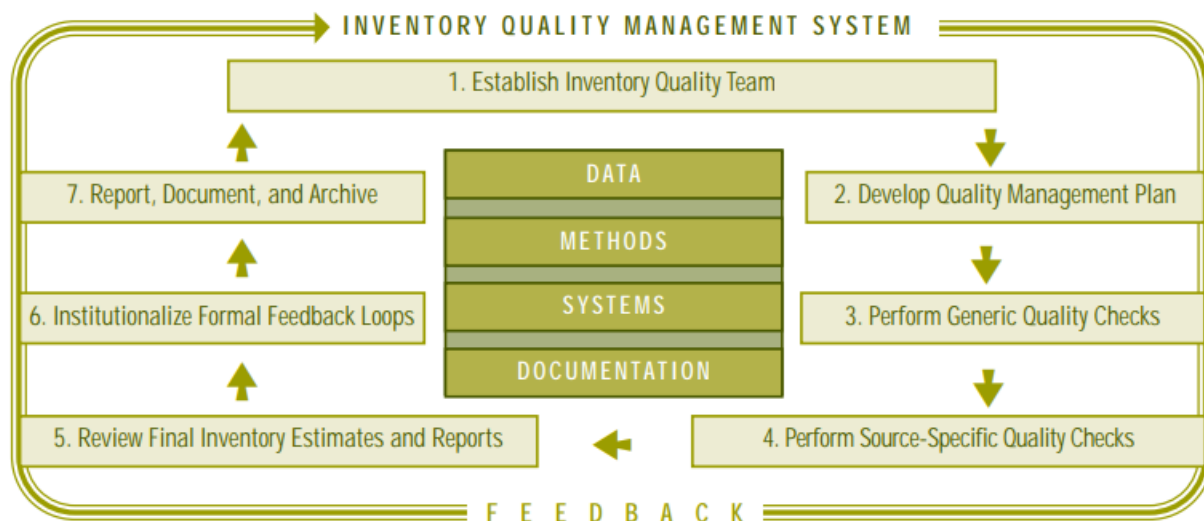 INVENTORY QUALITY MANAGEMENT SYSTEM
1. Establish Inventory Quality Team
DATA
7. Report, Document, and Archive
2. Develop Quality Management Plan
METHODS
6. Institutionalize Formal Feedback Loops
SYSTEMS
3. Perform Generic Quality Checks
DOCUMENTATION
5. Review Final Inventory Estimates and Reports
4. Perform Source-Specific Quality Checks
FEEDBACK